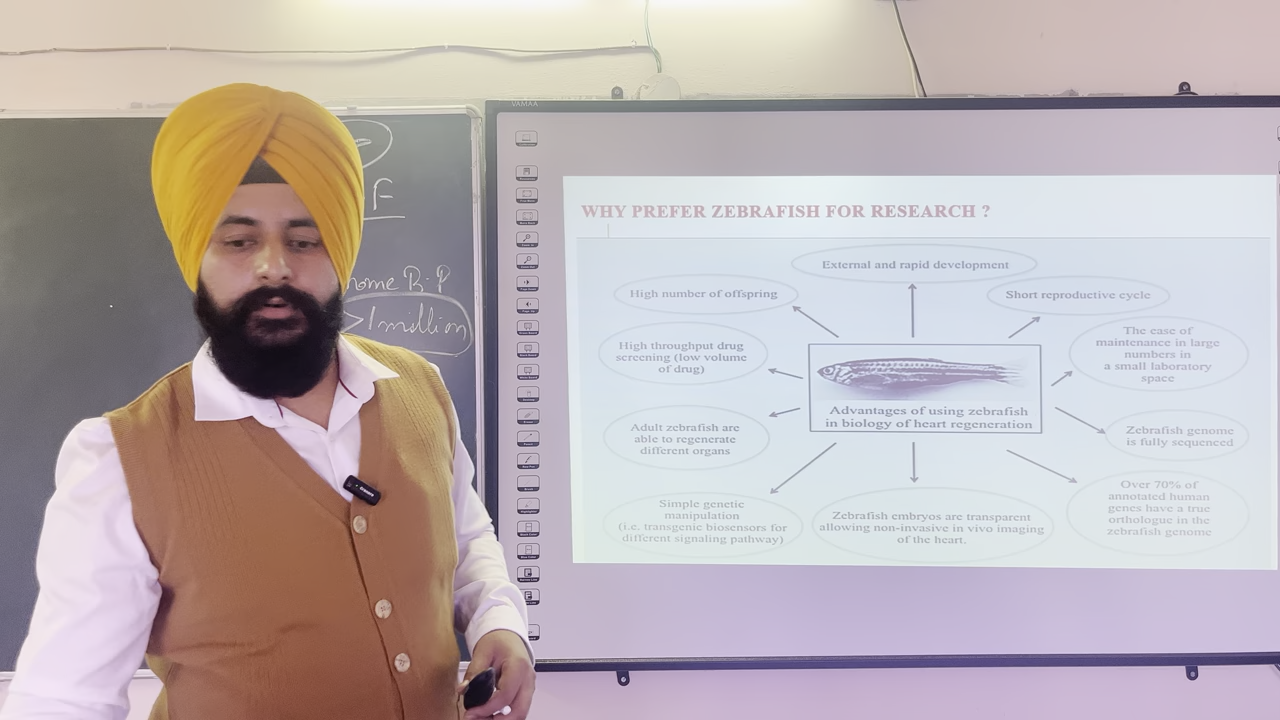 VAMAA
F
nome B.P
>1 million
WHY PREFER ZEBRAFISH FOR RESEARCH ?
External and rapid development
High number of offspring
Short reproductive cycle
High throughput drug
screening (low volume
of drug)
The ease of
maintenance in large
numbers in
a small laboratory
space
Advantages of using zebrafish
in biology of heart regeneration
Adult zebrafish are
able to regenerate
different organs
Zebrafish genome
is fully sequenced
Simple genetic
manipulation
(i.e. transgenic biosensors for
different signaling pathway)
Zebrafish embryos are transparent
allowing non-invasive in vivo imaging
of the heart.
Over 70% of
annotated human
genes have a true
orthologue in the
zebrafish genome